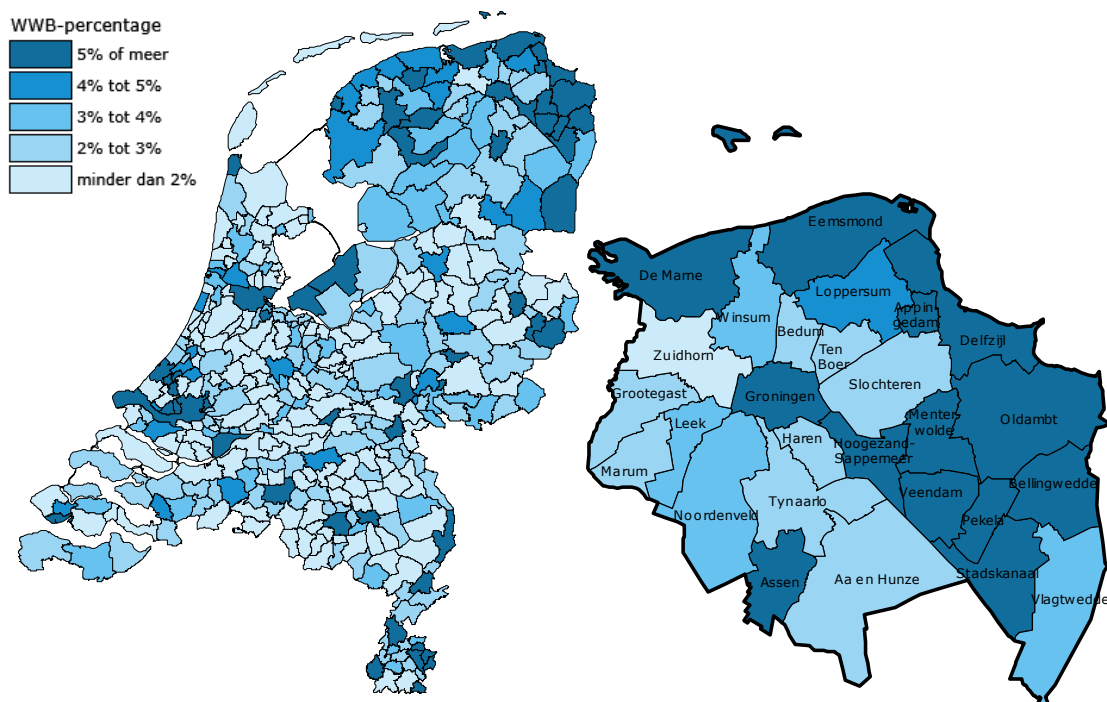 WWB-percentage
5% of meer
4% tot 5%
3% tot 4%
2% tot 3%
minder dan 2%
Eemsmond
De Marne
Loppersum
Winsum
Appin-
gedam
Bedum
Delfzijl
Ten
Boer
Zuidhorn
Slochteren
Grootegast
Groningen
Menter-
wolde
Oldambt
Leek
Haren
Hoogezand-
Sappemeer
Marum
Bellingwedde
Veendam
Tynaarlo
Noordenveld
Pekela
Stadskanaal
Assen
Aa en Hunze
Vlagtwedde